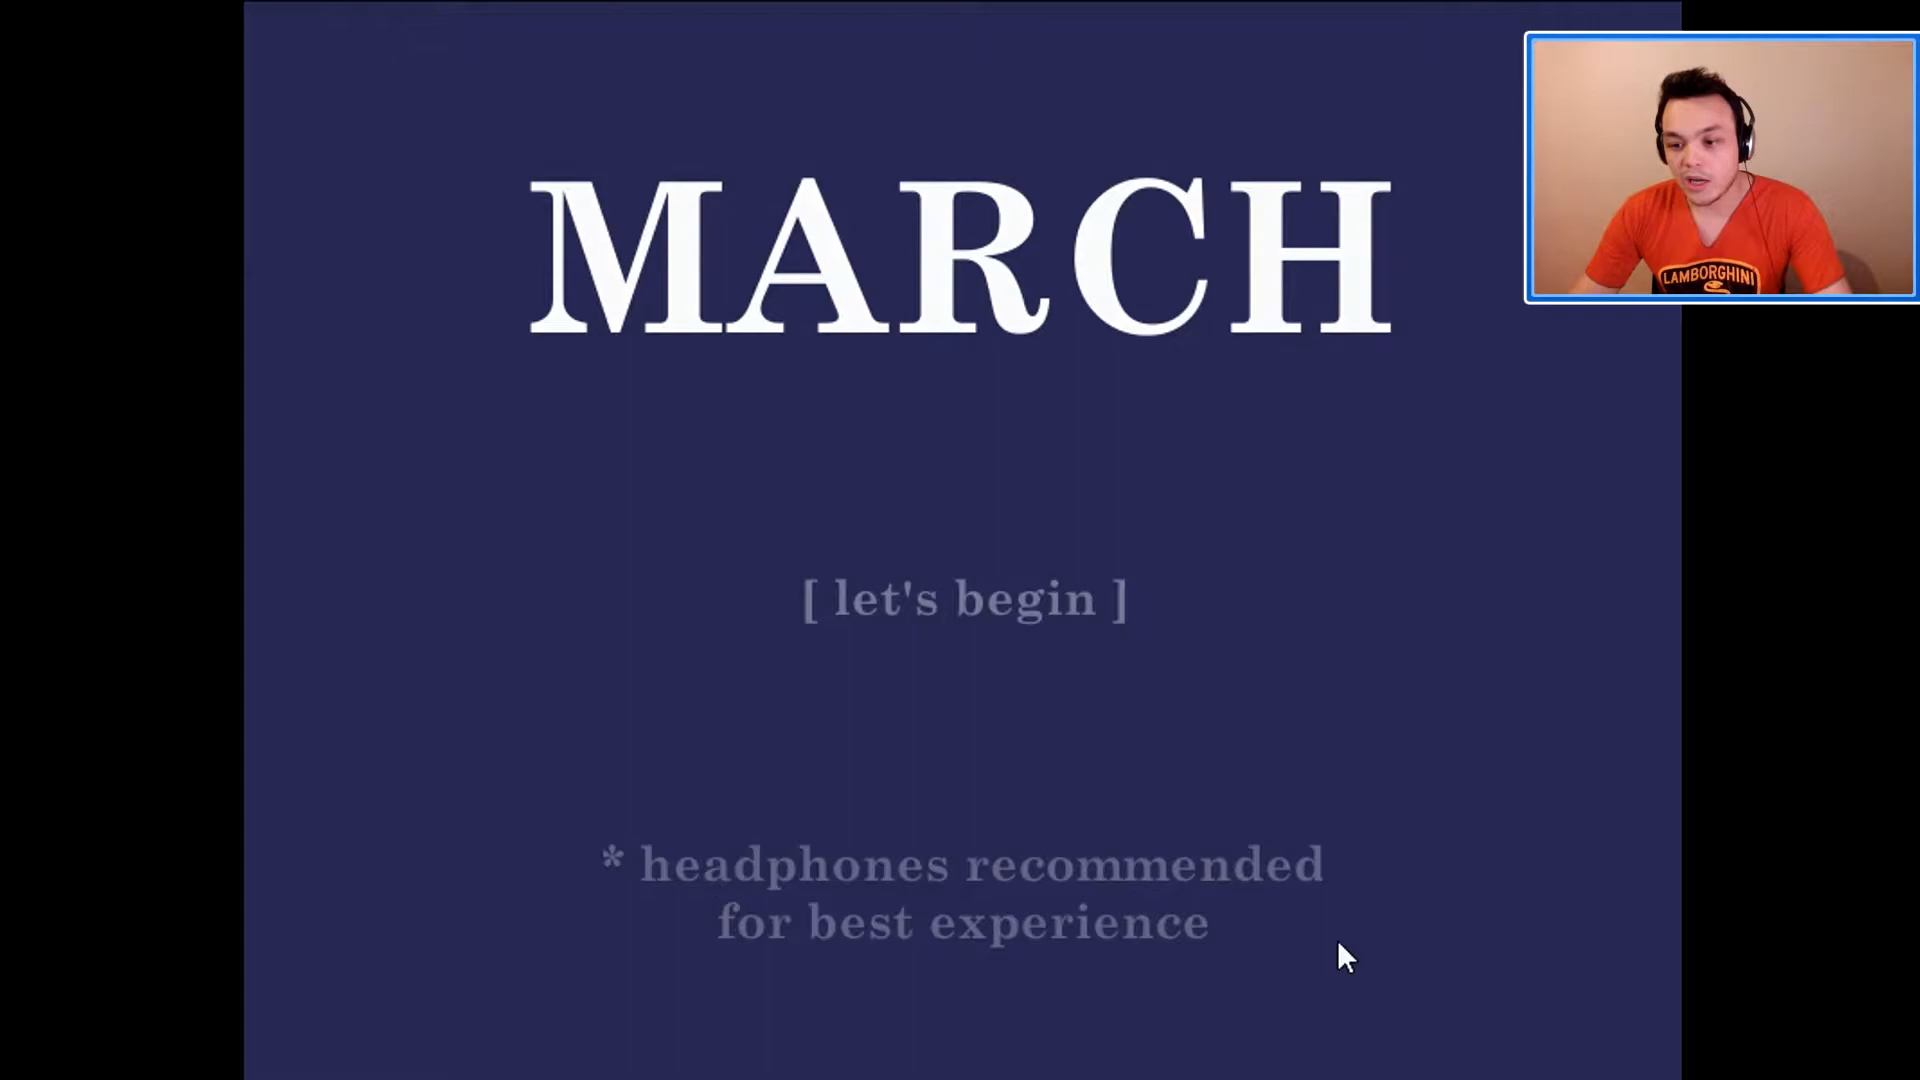 MARCH
LAMBORGHINI
[ let's begin ]
* headphones recommended
for best experience